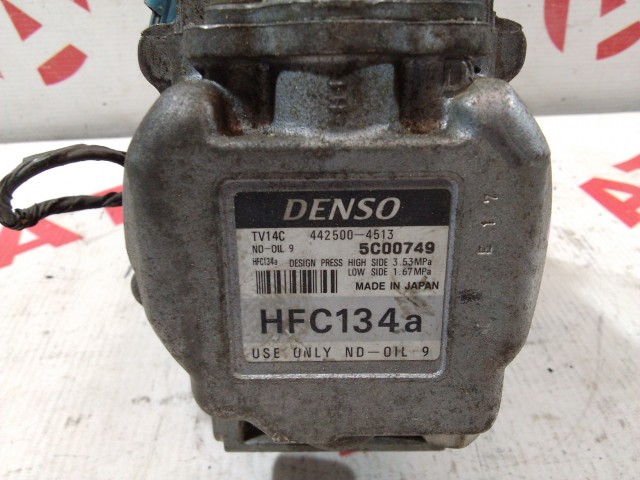 DENSO
TV14C 442500-4513
ND-OIL 9 5C00749
HFC134a DESIGN PRESS HIGH SIDE 3.53MPa
LOW SIDE 1.67MPa
MADE IN JAPAN
HFC134a
USE ONLY ND-OIL 9
E17